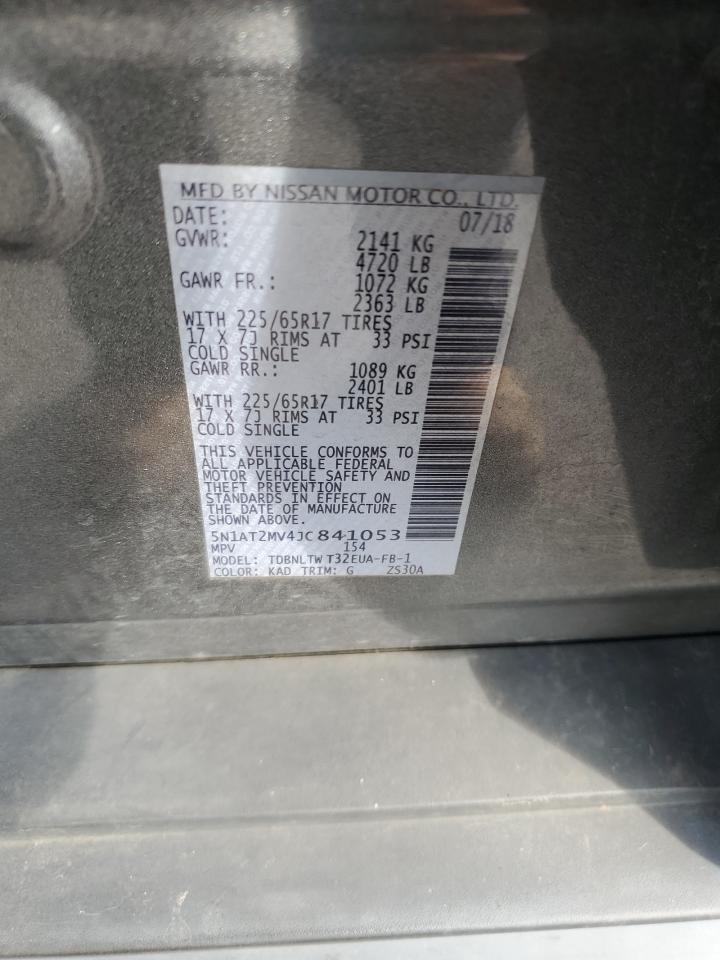 MFD BY NISSAN MOTOR CO., LTD.
DATE: 07/18
GVWR: 2141 KG
4720 LB
GAWR FR.: 1072 KG
2363 LB
WITH 225/65R17 TIRES
17 X 7J RIMS AT 33 PSI
COLD SINGLE
GAWR RR.: 1089 KG
2401 LB
WITH 225/65R17 TIRES
17 X 7J RIMS AT 33 PSI
COLD SINGLE
THIS VEHICLE CONFORMS TO
ALL APPLICABLE FEDERAL
MOTOR VEHICLE SAFETY AND
THEFT PREVENTION
STANDARDS IN EFFECT ON
THE DATE OF MANUFACTURE
SHOWN ABOVE.
5N1AT2MV4JC841053
MPV 154
MODEL: TDBNLTW T32EUA-FB-1
COLOR: KAD TRIM: G ZS30A